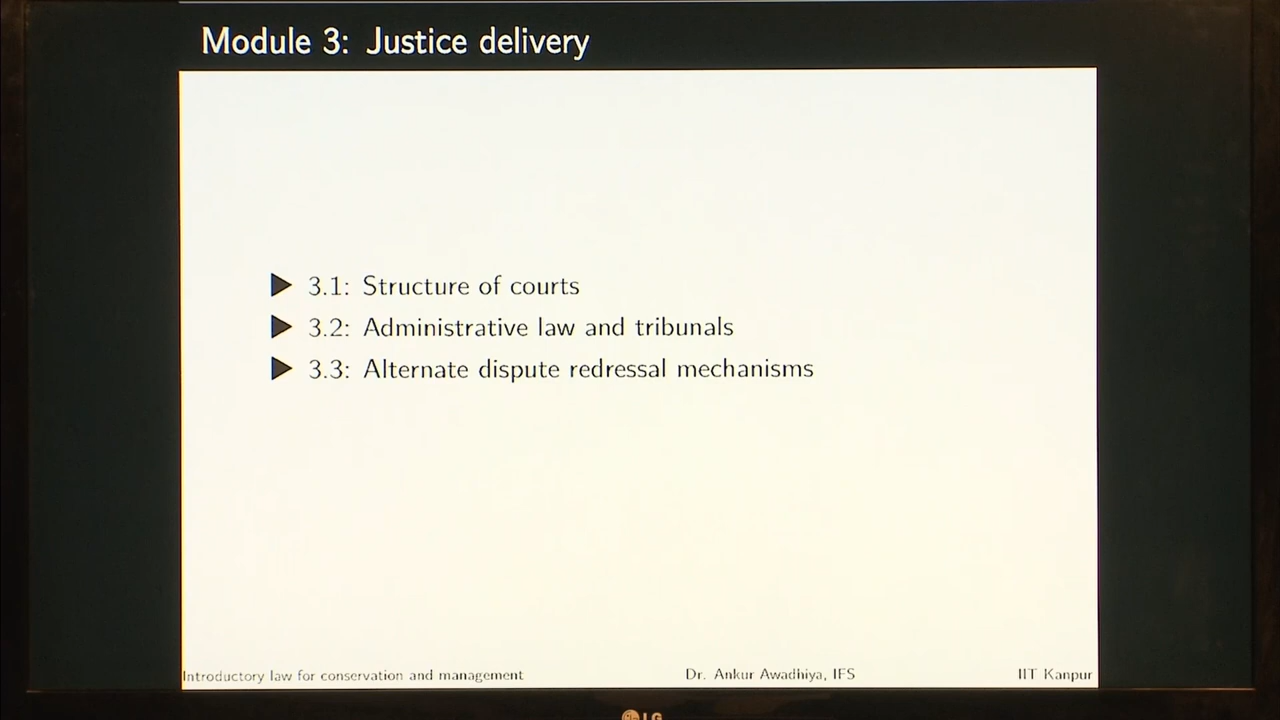 Module 3: Justice delivery
3.1: Structure of courts
3.2: Administrative law and tribunals
3.3: Alternate dispute redressal mechanisms
Introductory law for conservation and management Dr. Ankur Awadhiya, IFS IIT Kanpur
LG